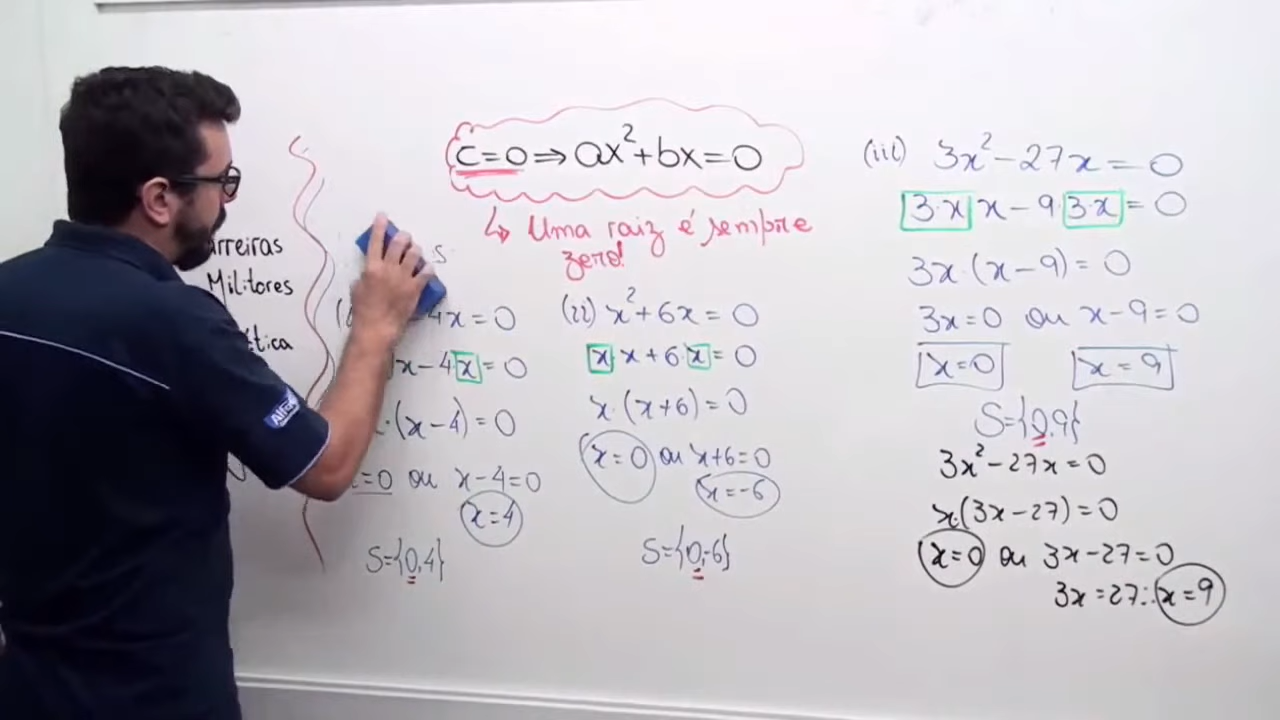 c=0⇒ax²+bx=0
↳ Uma raiz é sempre
zero!
arreiras
Militares
ética
4x=0
x-4x=0
(x-4)=0
=0 ou x-4=0
x=4
S={0,4}
(ii) x²+6x=0
x·x+6·x=0
x·(x+6)=0
x=0 ou x+6=0
x=-6
S={0,-6}
(iii) 3x²-27x=0
3·x·x-9·3·x=0
3x·(x-9)=0
3x=0 ou x-9=0
x=0 x=9
S={0,9}
3x²-27x=0
x(3x-27)=0
x=0 ou 3x-27=0
3x=27∴x=9